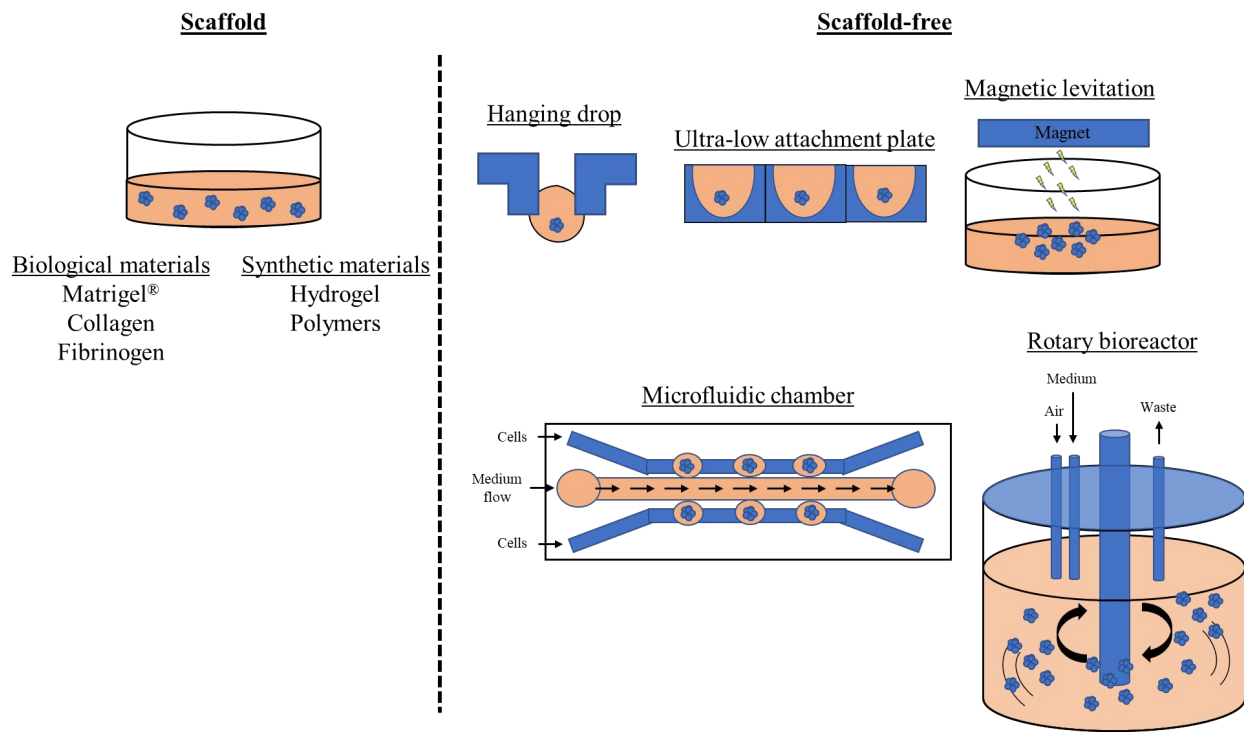 Scaffold
Scaffold-free
Biological materials
Matrigel®
Collagen
Fibrinogen
Synthetic materials
Hydrogel
Polymers
Hanging drop
Ultra-low attachment plate
Magnetic levitation
Magnet
Microfluidic chamber
Cells
Medium
flow
Cells
Rotary bioreactor
Medium
Air
Waste